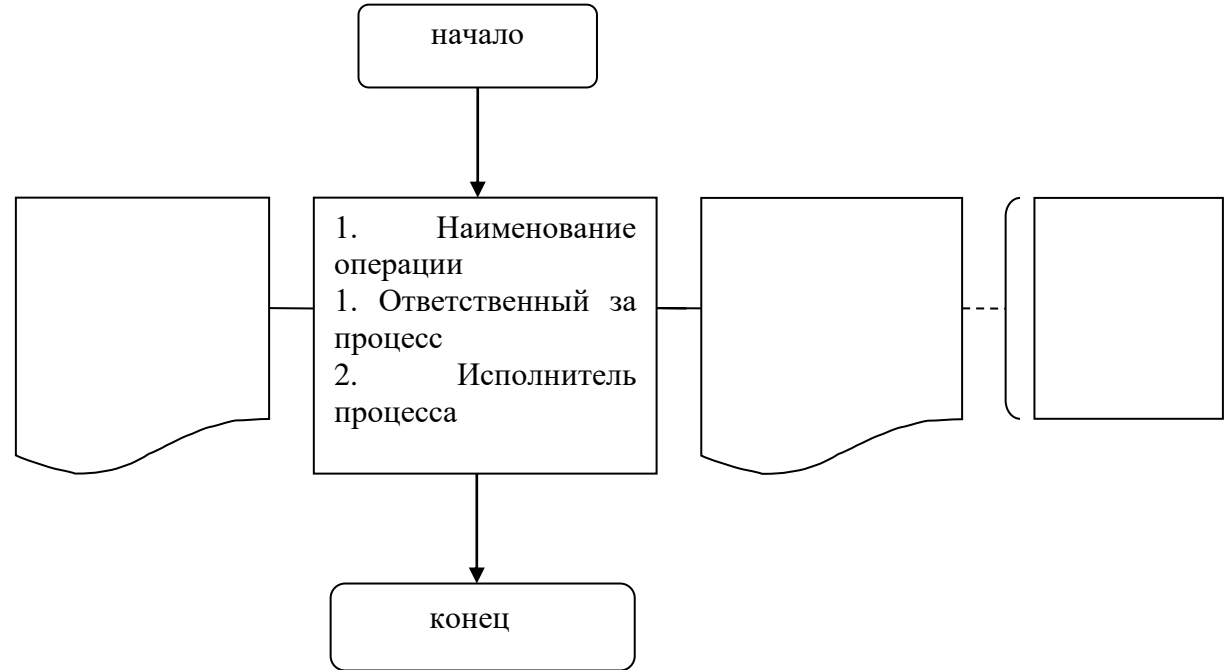 начало
1. Наименование
операции
1. Ответственный за
процесс
2. Исполнитель
процесса
конец